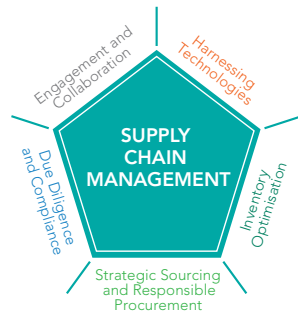 Engagement and
Collaboration
Harnessing
Technologies
SUPPLY
CHAIN
MANAGEMENT
Due Diligence
and Compliance
Inventory
Optimisation
Strategic Sourcing
and Responsible
Procurement